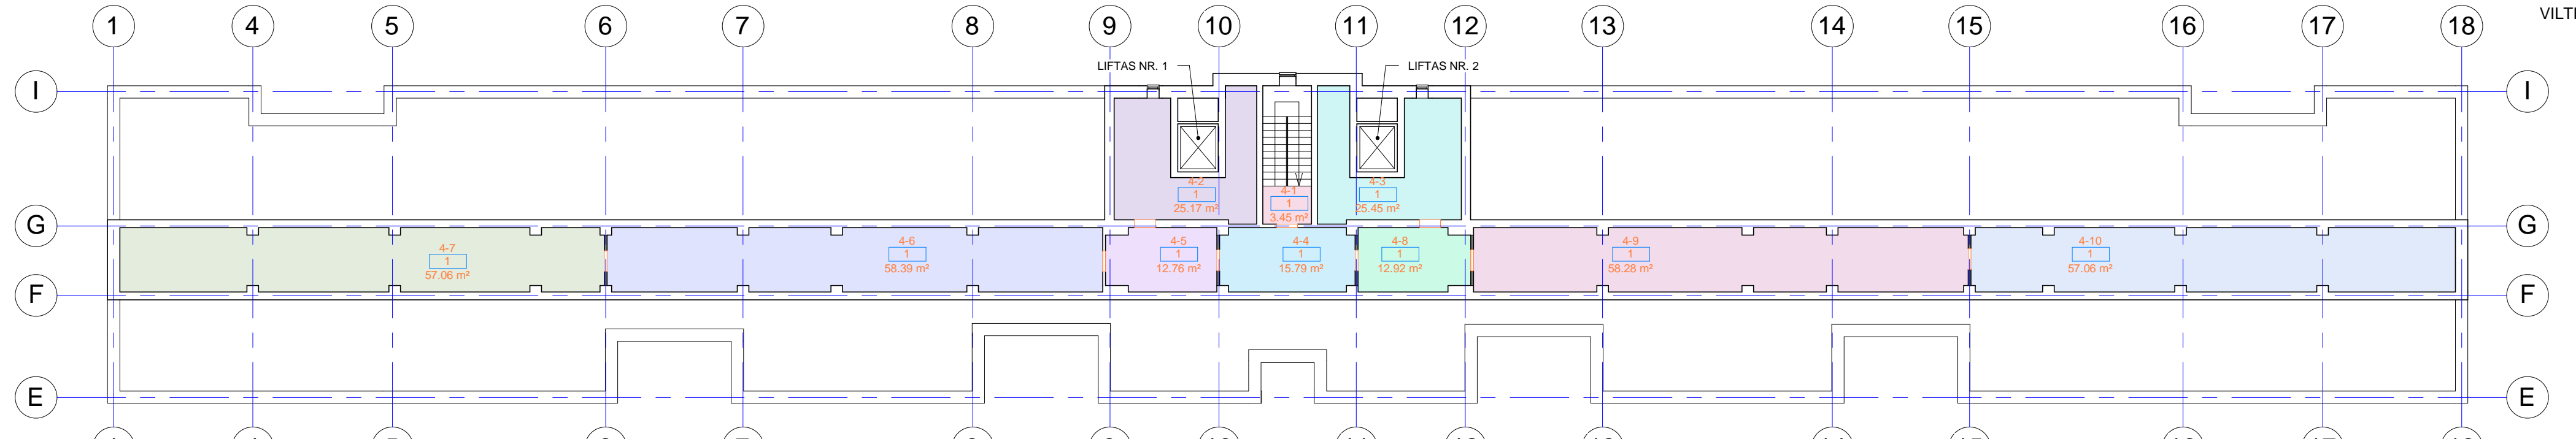 1 4 5 6 7 8 9 10 11 12 13 14 15 16 17 18
LIFTAS NR. 1
LIFTAS NR. 2
I I
4-2
1
25.17 m²
4-1
1
3.45 m²
4-3
1
25.45 m²
G G
4-7
1
57.06 m²
4-6
1
58.39 m²
4-5
1
12.76 m²
4-4
1
15.79 m²
4-8
1
12.92 m²
4-9
1
58.28 m²
4-10
1
57.06 m²
F F
E E